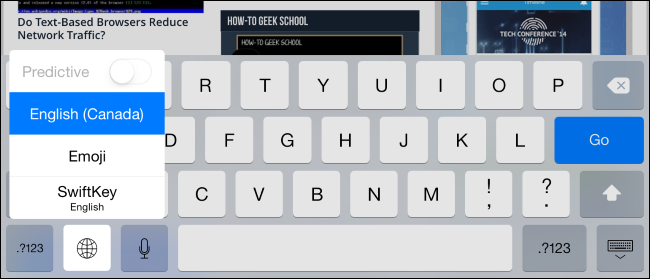 Do Text-Based Browsers Reduce
Network Traffic?
HOW-TO GEEK SCHOOL
HOW-TO GEEK SCHOOL
TECH CONFERENCE '14
Predictive
English (Canada)
Emoji
SwiftKey
English
R T Y U I O P
D F G H J K L Go
C V B N M ! , ? .
.?123 .?123